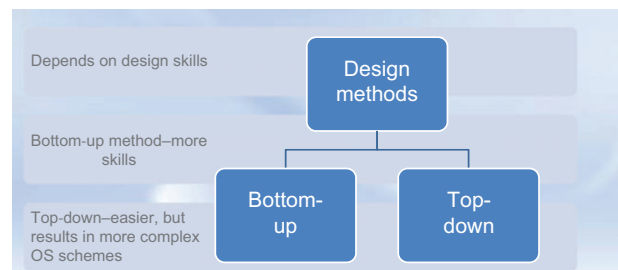 Depends on design skills
Design
methods
Bottom-up method–more
skills
Bottom-
up
Top-
down
Top-down–easier, but
results in more complex
OS schemes